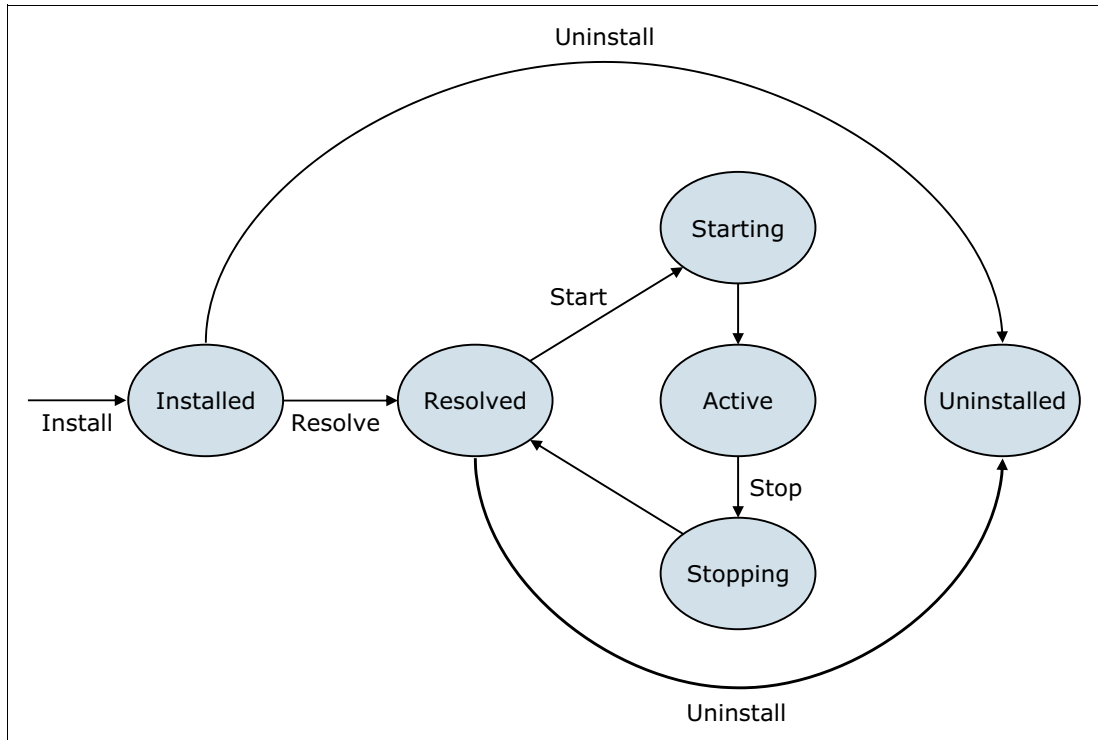 Uninstall
Starting
Start
Install
Installed
Resolve
Resolved
Active
Uninstalled
Stop
Stopping
Uninstall